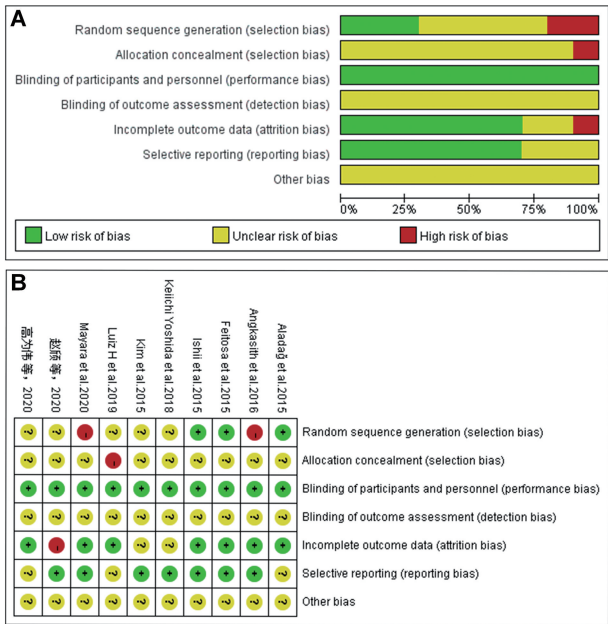 A
Random sequence generation (selection bias)
Allocation concealment (selection bias)
Blinding of participants and personnel (performance bias)
Blinding of outcome assessment (detection bias)
Incomplete outcome data (attrition bias)
Selective reporting (reporting bias)
Other bias
0% 25% 50% 75% 100%
Low risk of bias Unclear risk of bias High risk of bias
B
高为伟 等, 2020
赵颀 等, 2020
Mayara et al.2020
Luiz H et al.2019
Kim et al.2015
Keiichi Yoshida et al.2018
Ishii et al.2015
Feitosa et al.2015
Angkasith et al.2016
Aladağ et al.2015
? ? - ? ? ? + + - + Random sequence generation (selection bias)
? ? ? - ? ? ? ? ? ? Allocation concealment (selection bias)
+ + + + + + + + + + Blinding of participants and personnel (performance bias)
? ? ? ? ? ? ? ? ? ? Blinding of outcome assessment (detection bias)
+ - + + ? ? + + + + Incomplete outcome data (attrition bias)
? + + ? + + + + + ? Selective reporting (reporting bias)
? ? ? ? ? ? ? ? ? ? Other bias